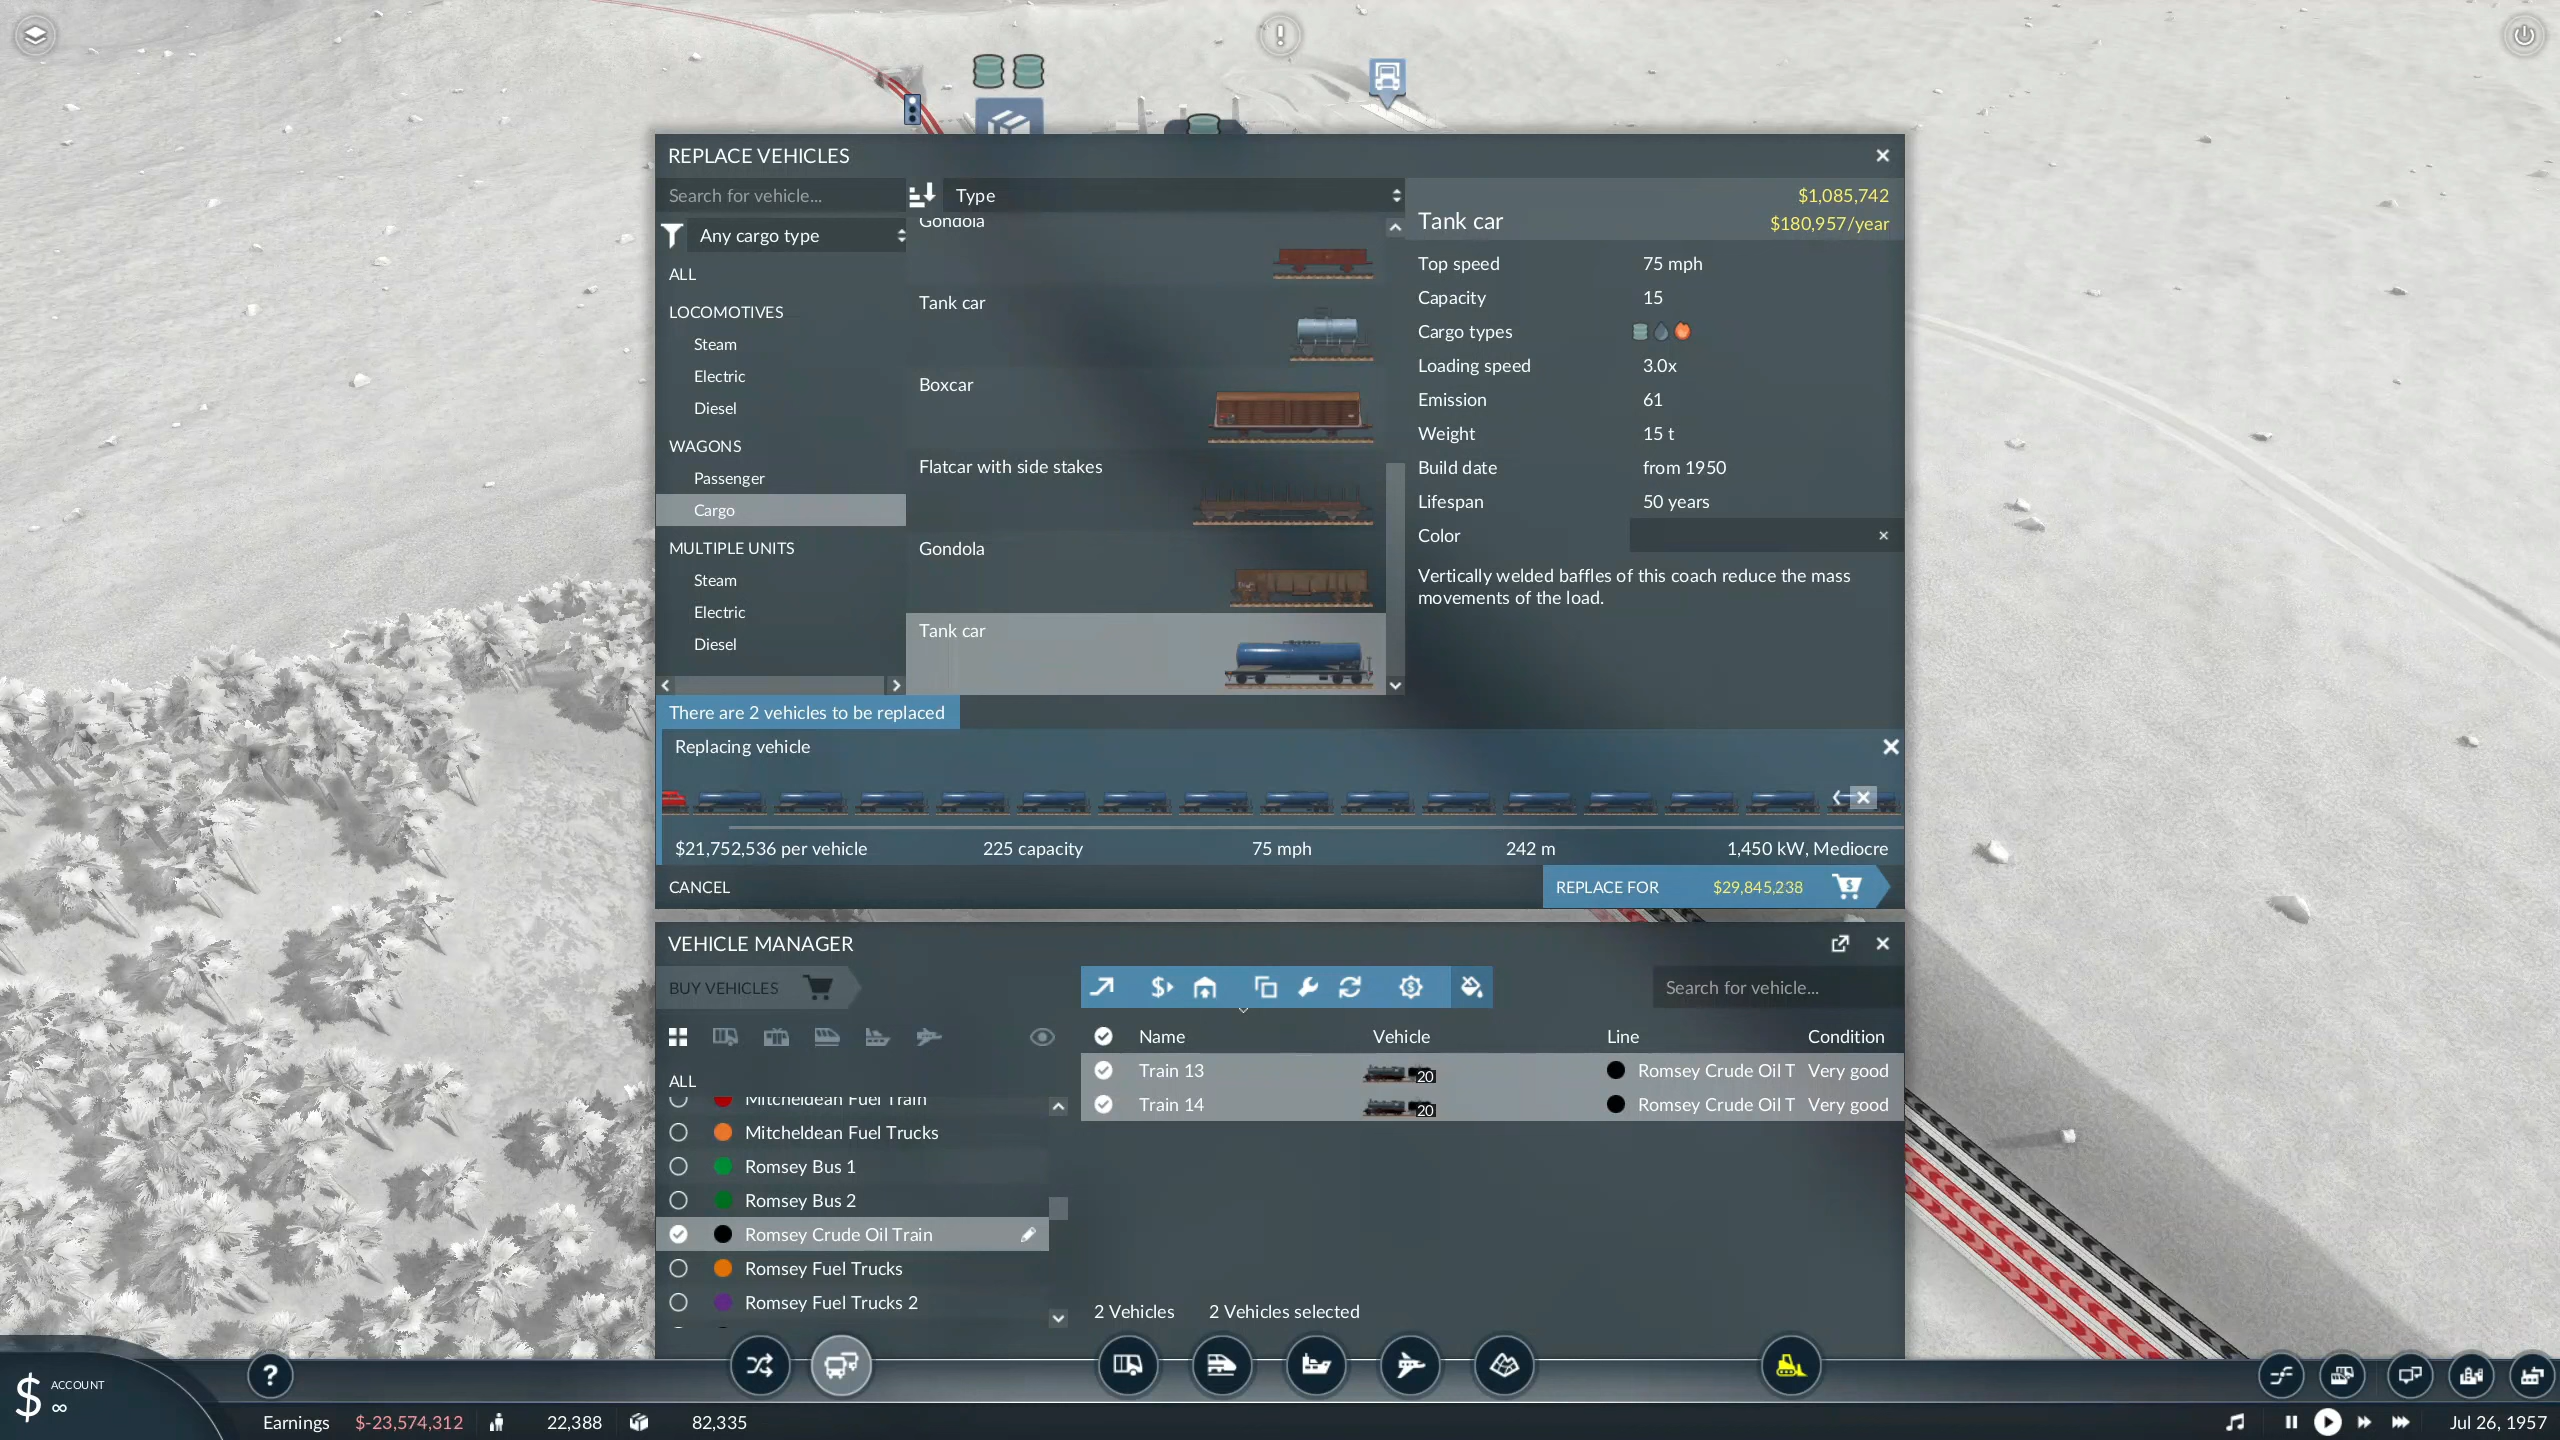 REPLACE VEHICLES
Search for vehicle...
Type
Any cargo type
ALL
LOCOMOTIVES
Steam
Electric
Diesel
WAGONS
Passenger
Cargo
MULTIPLE UNITS
Steam
Electric
Diesel
Gondola
Tank car
Boxcar
Flatcar with side stakes
Gondola
Tank car
$1,085,742
Tank car
$180,957/year
Top speed 75 mph
Capacity 15
Cargo types
Loading speed 3.0x
Emission 61
Weight 15 t
Build date from 1950
Lifespan 50 years
Color
Vertically welded baffles of this coach reduce the mass
movements of the load.
There are 2 vehicles to be replaced
Replacing vehicle
$21,752,536 per vehicle 225 capacity 75 mph 242 m 1,450 kW, Mediocre
CANCEL
REPLACE FOR $29,845,238
VEHICLE MANAGER
BUY VEHICLES
Search for vehicle...
ALL
Mitcheldean Fuel Train
Mitcheldean Fuel Trucks
Romsey Bus 1
Romsey Bus 2
Romsey Crude Oil Train
Romsey Fuel Trucks
Romsey Fuel Trucks 2
Name Vehicle Line Condition
Train 13 20 Romsey Crude Oil T Very good
Train 14 20 Romsey Crude Oil T Very good
2 Vehicles 2 Vehicles selected
$ ACCOUNT
∞
?
Earnings $-23,574,312 22,388 82,335
Jul 26, 1957